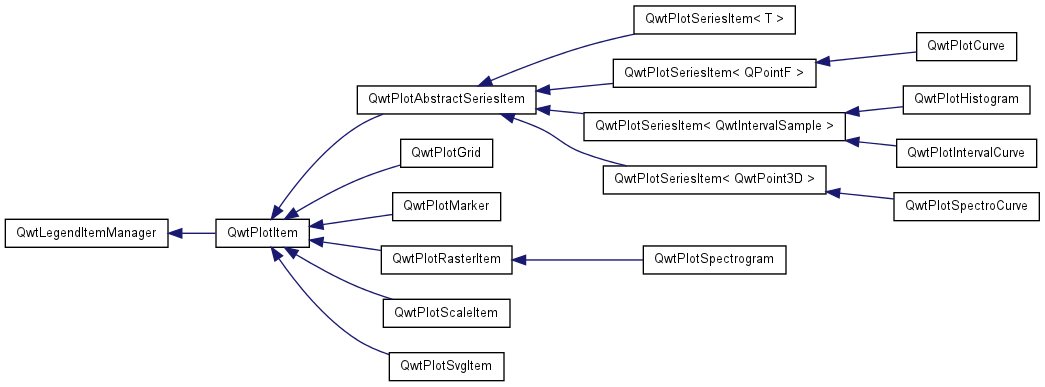 QwtPlotSeriesItem< T >
QwtPlotCurve
QwtPlotSeriesItem< QPointF >
QwtPlotAbstractSeriesItem
QwtPlotHistogram
QwtPlotSeriesItem< QwtIntervalSample >
QwtPlotGrid
QwtPlotIntervalCurve
QwtPlotSeriesItem< QwtPoint3D >
QwtPlotMarker
QwtPlotSpectroCurve
QwtLegendItemManager
QwtPlotItem
QwtPlotRasterItem
QwtPlotSpectrogram
QwtPlotScaleItem
QwtPlotSvgItem